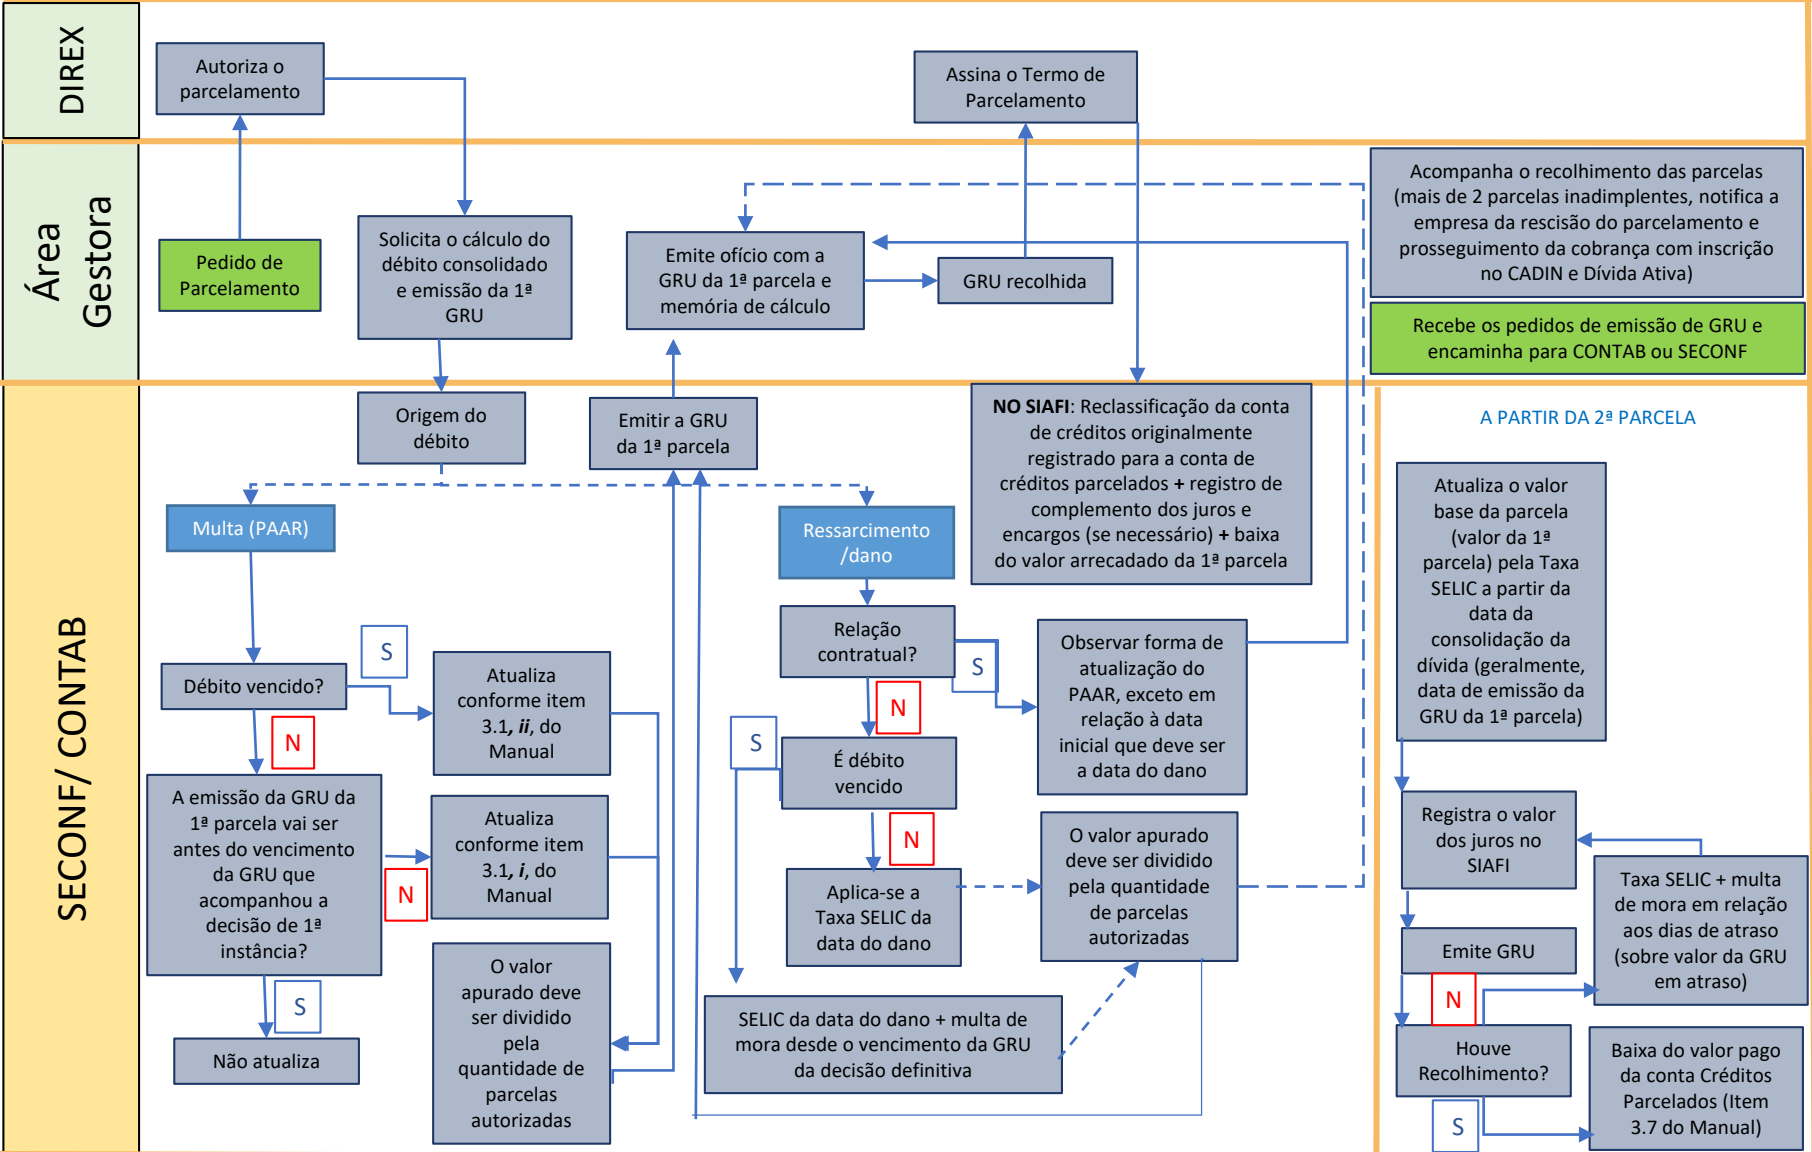 DIREX
Autoriza o
parcelamento
Assina o Termo de
Parcelamento
Área
Gestora
Pedido de
Parcelamento
Solicita o cálculo do
débito consolidado
e emissão da 1ª
GRU
Emite ofício com a
GRU da 1ª parcela e
memória de cálculo
GRU recolhida
Acompanha o recolhimento das parcelas
(mais de 2 parcelas inadimplentes, notifica a
empresa da rescisão do parcelamento e
prosseguimento da cobrança com inscrição
no CADIN e Dívida Ativa)
Recebe os pedidos de emissão de GRU e
encaminha para CONTAB ou SECONF
SECONF/ CONTAB
Origem do
débito
Emitir a GRU
da 1ª parcela
NO SIAFI: Reclassificação da conta
de créditos originalmente
registrado para a conta de
créditos parcelados + registro de
complemento dos juros e
encargos (se necessário) + baixa
do valor arrecadado da 1ª parcela
Multa (PAAR)
Ressarcimento
/dano
Débito vencido?
S
Atualiza
conforme item
3.1, ii, do
Manual
N
A emissão da GRU da
1ª parcela vai ser
antes do vencimento
da GRU que
acompanhou a
decisão de 1ª
instância?
N
Atualiza
conforme item
3.1, i, do
Manual
S
Não atualiza
O valor
apurado deve
ser dividido
pela
quantidade de
parcelas
autorizadas
Relação
contratual?
S
Observar forma de
atualização do
PAAR, exceto em
relação à data
inicial que deve ser
a data do dano
N
É débito
vencido
S
N
Aplica-se a
Taxa SELIC da
data do dano
O valor apurado
deve ser dividido
pela quantidade
de parcelas
autorizadas
SELIC da data do dano + multa de
mora desde o vencimento da GRU
da decisão definitiva
A PARTIR DA 2ª PARCELA
Atualiza o valor
base da parcela
(valor da 1ª
parcela) pela Taxa
SELIC a partir da
data da
consolidação da
dívida (geralmente,
data de emissão da
GRU da 1ª parcela)
Registra o valor
dos juros no
SIAFI
Emite GRU
N
Taxa SELIC + multa
de mora em relação
aos dias de atraso
(sobre valor da GRU
em atraso)
Houve
Recolhimento?
S
Baixa do valor pago
da conta Créditos
Parcelados (Item
3.7 do Manual)